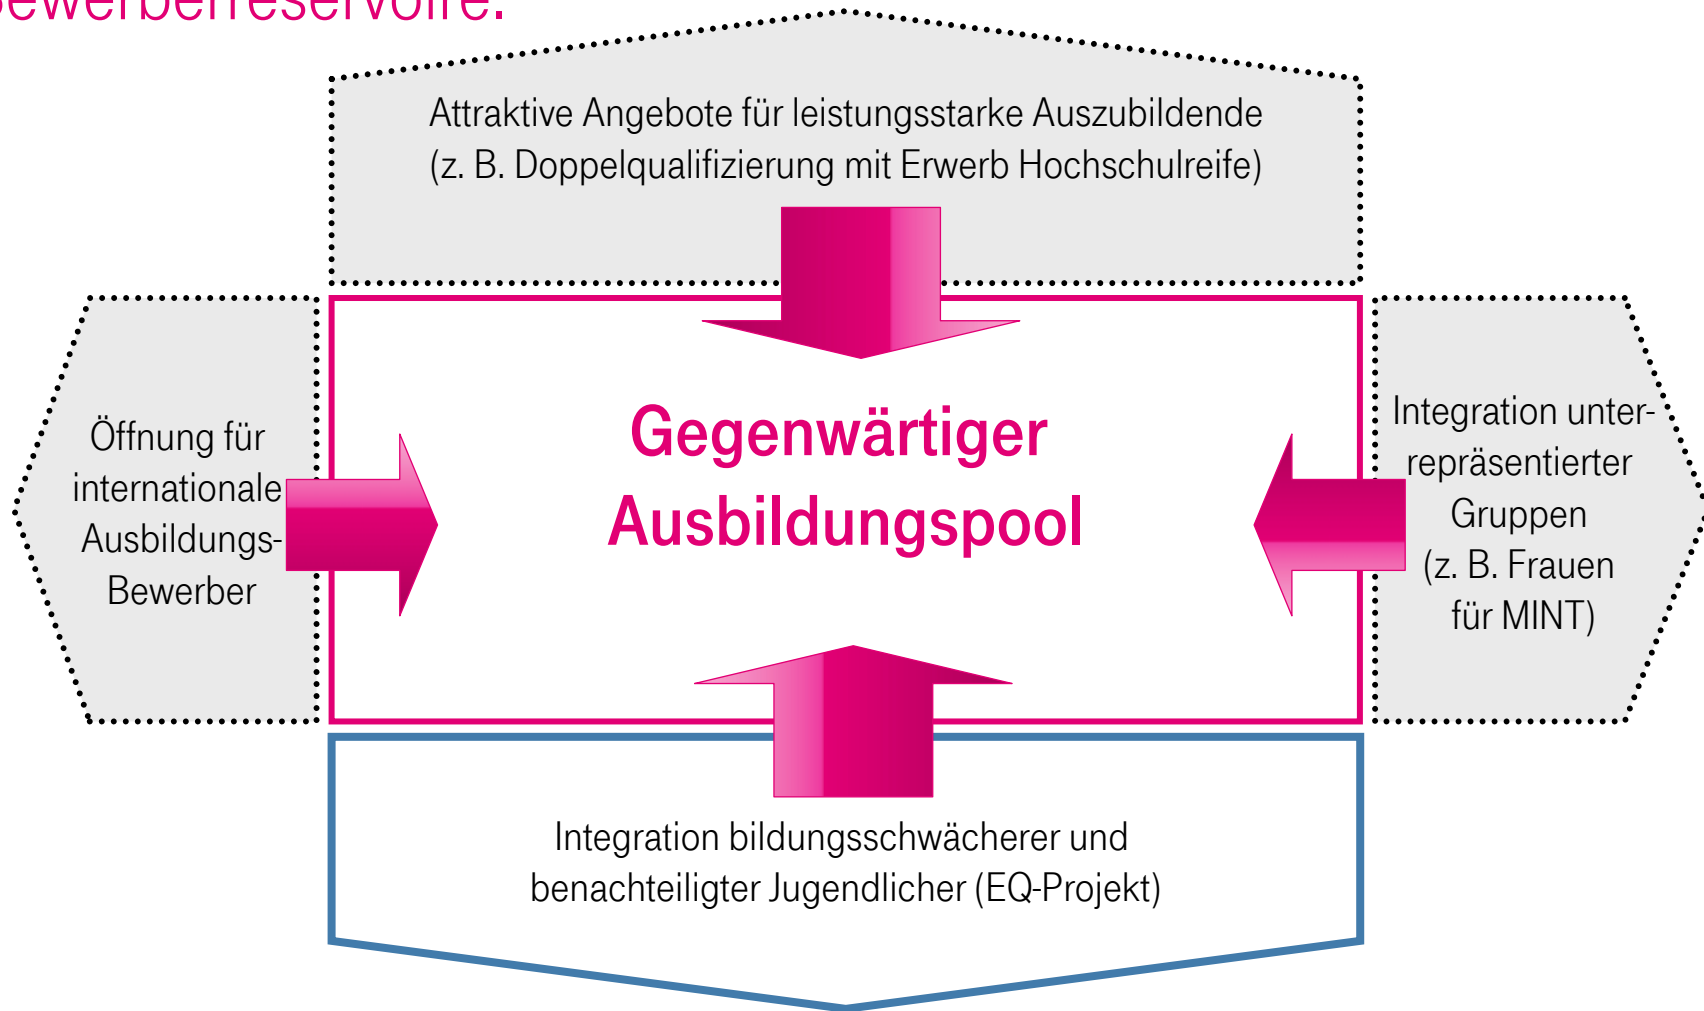 Bewerberreservoire.
Attraktive Angebote für leistungsstarke Auszubildende
(z. B. Doppelqualifizierung mit Erwerb Hochschulreife)
Öffnung für
internationale
Ausbildungs-
Bewerber
Gegenwärtiger
Ausbildungspool
Integration unter-
repräsentierter
Gruppen
(z. B. Frauen
für MINT)
Integration bildungsschwächerer und
benachteiligter Jugendlicher (EQ-Projekt)